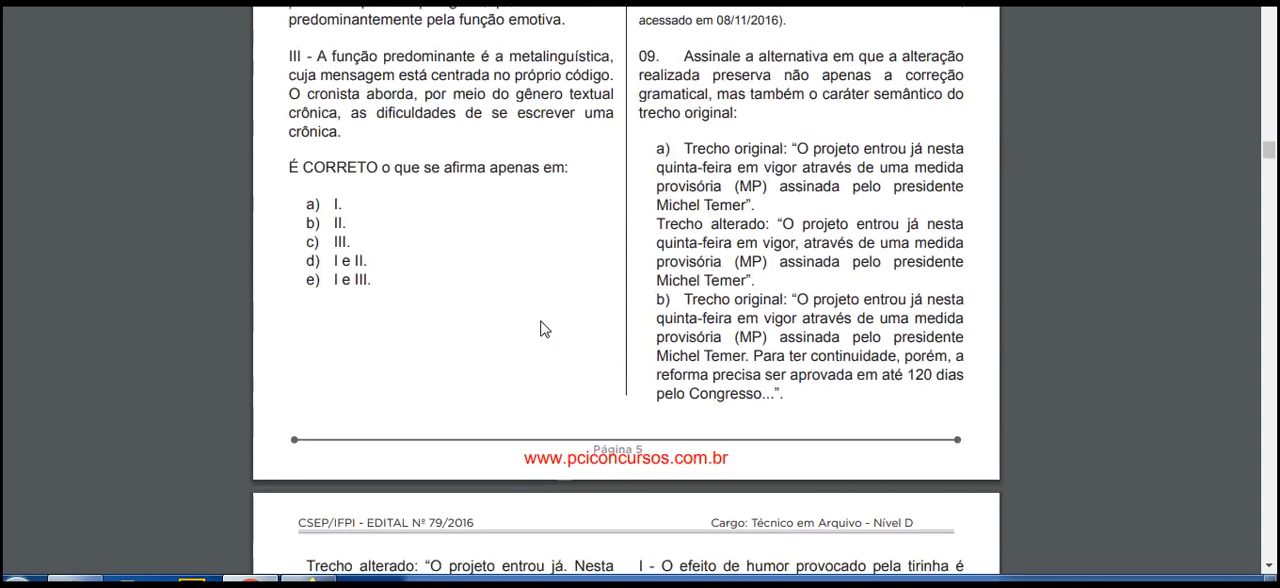 predominantemente pela função emotiva.
III - A função predominante é a metalinguística,
cuja mensagem está centrada no próprio código.
O cronista aborda, por meio do gênero textual
crônica, as dificuldades de se escrever uma
crônica.
É CORRETO o que se afirma apenas em:
a) I.
b) II.
c) III.
d) I e II.
e) I e III.
acessado em 08/11/2016).
09. Assinale a alternativa em que a alteração
realizada preserva não apenas a correção
gramatical, mas também o caráter semântico do
trecho original:
a) Trecho original: “O projeto entrou já nesta
quinta-feira em vigor através de uma medida
provisória (MP) assinada pelo presidente
Michel Temer”.
Trecho alterado: “O projeto entrou já nesta
quinta-feira em vigor, através de uma medida
provisória (MP) assinada pelo presidente
Michel Temer”.
b) Trecho original: “O projeto entrou já nesta
quinta-feira em vigor através de uma medida
provisória (MP) assinada pelo presidente
Michel Temer. Para ter continuidade, porém, a
reforma precisa ser aprovada em até 120 dias
pelo Congresso...”.
Página 5
www.pciconcursos.com.br
CSEP/IFPI - EDITAL Nº 79/2016 Cargo: Técnico em Arquivo - Nível D
Trecho alterado: “O projeto entrou já. Nesta
I - O efeito de humor provocado pela tirinha é